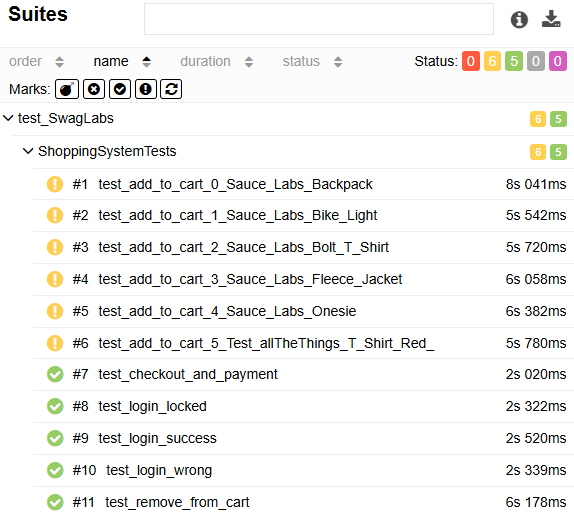 Suites
order name duration status Status: 0 6 5 0 0
Marks:
test_SwagLabs 6 5
ShoppingSystemTests 6 5
#1 test_add_to_cart_0_Sauce_Labs_Backpack 8s 041ms
#2 test_add_to_cart_1_Sauce_Labs_Bike_Light 5s 542ms
#3 test_add_to_cart_2_Sauce_Labs_Bolt_T_Shirt 5s 720ms
#4 test_add_to_cart_3_Sauce_Labs_Fleece_Jacket 6s 058ms
#5 test_add_to_cart_4_Sauce_Labs_Onesie 6s 382ms
#6 test_add_to_cart_5_Test_allTheThings_T_Shirt_Red_ 5s 780ms
#7 test_checkout_and_payment 2s 020ms
#8 test_login_locked 2s 322ms
#9 test_login_success 2s 520ms
#10 test_login_wrong 2s 339ms
#11 test_remove_from_cart 6s 178ms